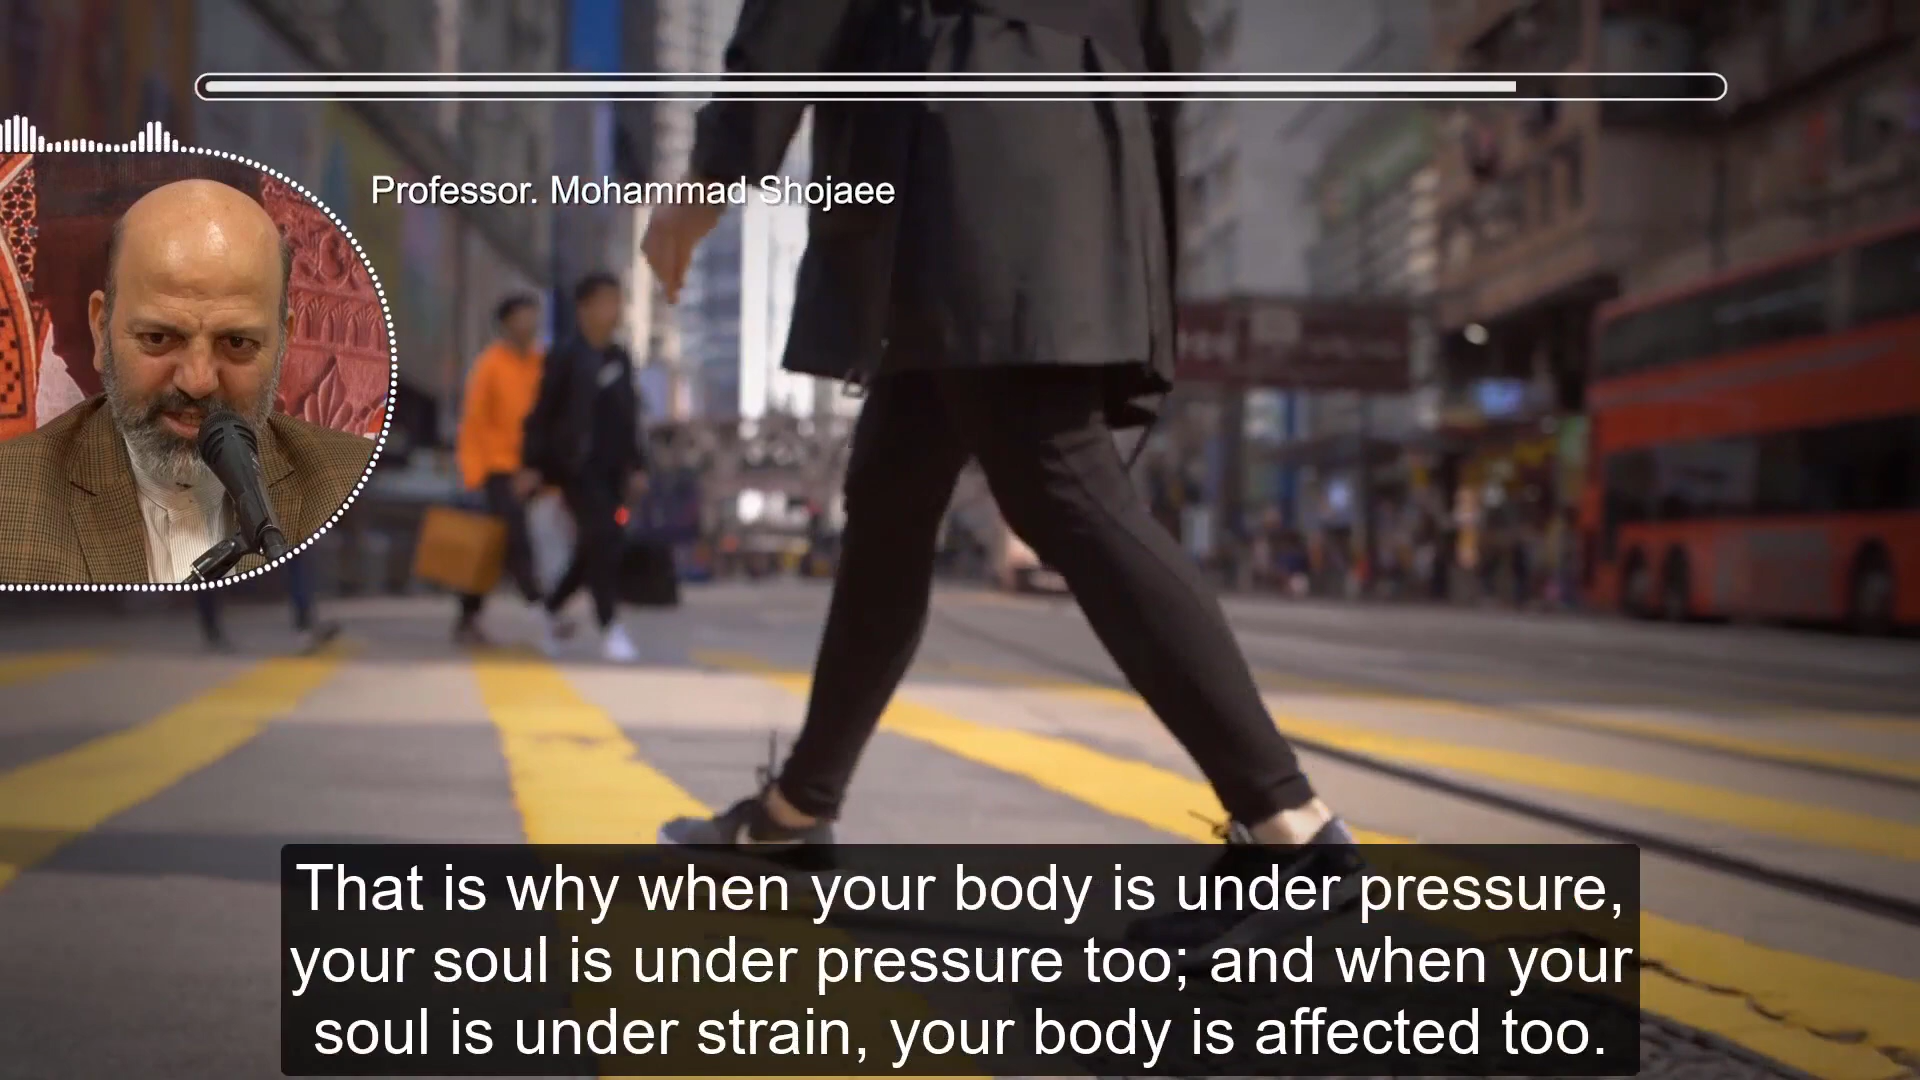 Professor. Mohammad Shojaee
That is why when your body is under pressure,
your soul is under pressure too; and when your
soul is under strain, your body is affected too.